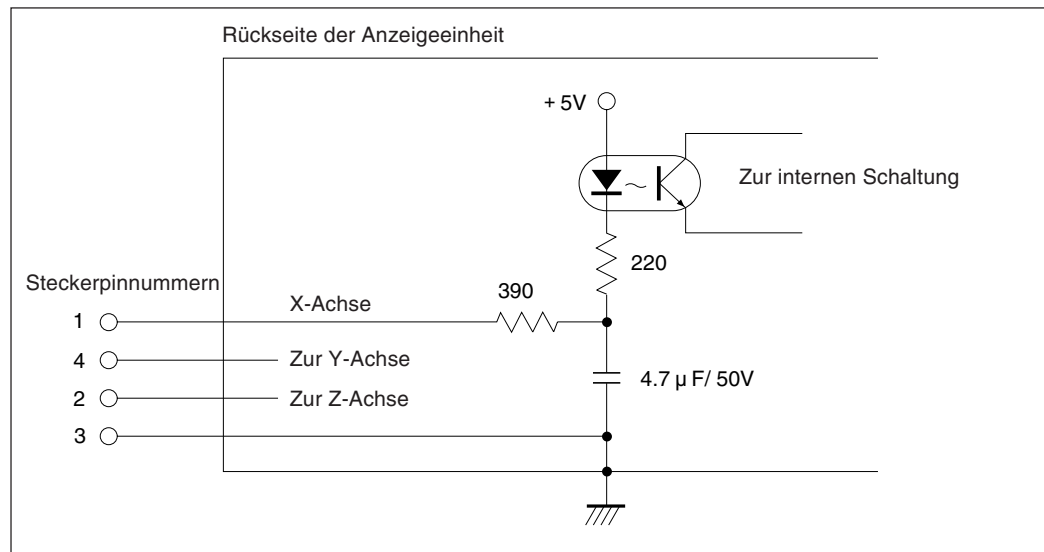 Rückseite der Anzeigeeinheit
+ 5V
Zur internen Schaltung
220
Steckerpinnummern
390
X-Achse
1
4 Zur Y-Achse
4.7 µ F/ 50V
2 Zur Z-Achse
3